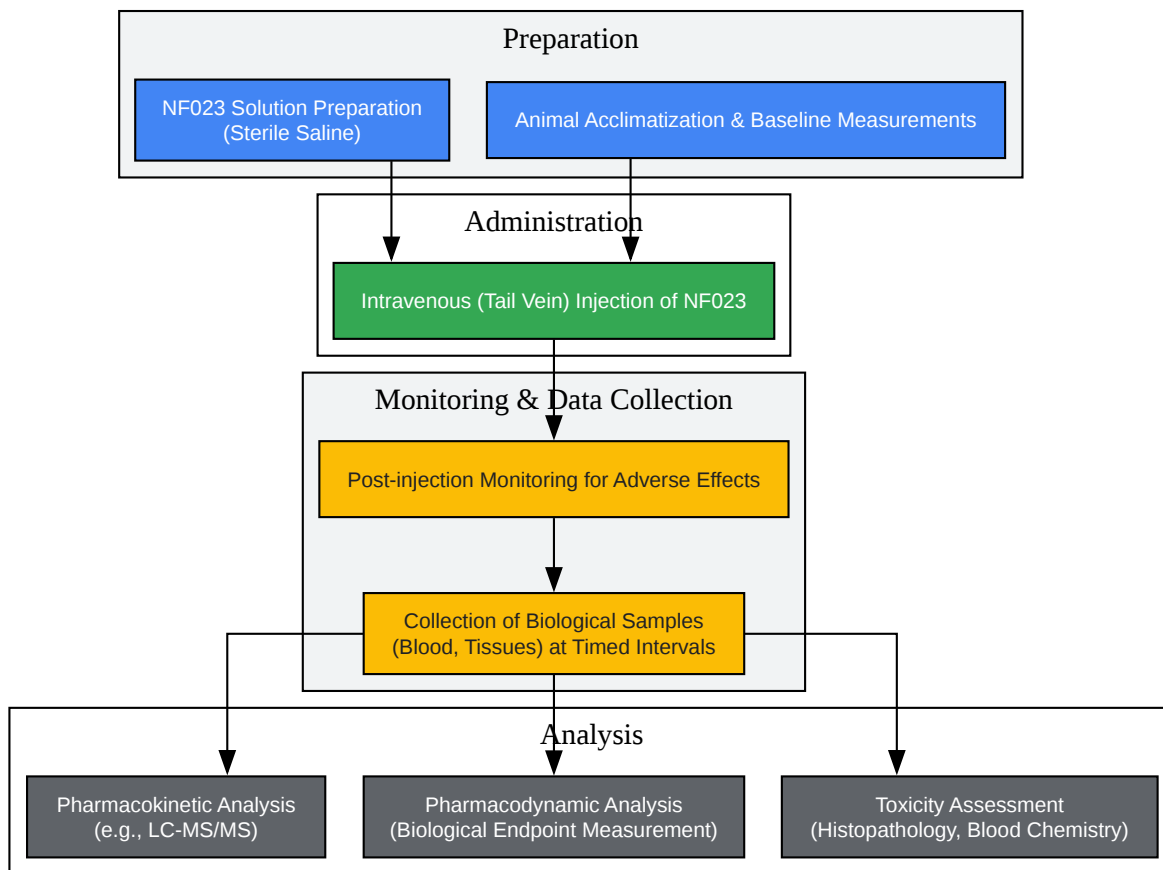 Preparation
NF023 Solution Preparation
(Sterile Saline)
Animal Acclimatization & Baseline Measurements
Administration
Intravenous (Tail Vein) Injection of NF023
Monitoring & Data Collection
Post-injection Monitoring for Adverse Effects
Collection of Biological Samples
(Blood, Tissues) at Timed Intervals
Analysis
Pharmacokinetic Analysis
(e.g., LC-MS/MS)
Pharmacodynamic Analysis
(Biological Endpoint Measurement)
Toxicity Assessment
(Histopathology, Blood Chemistry)